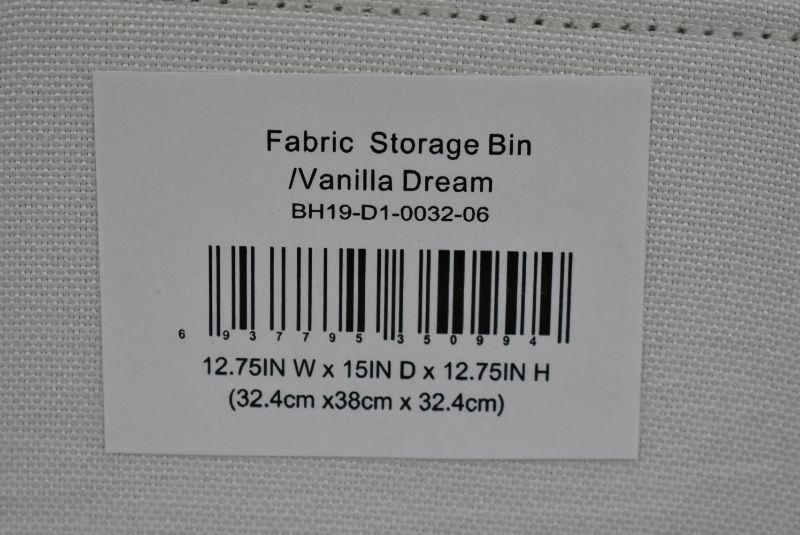 Fabric Storage Bin
/Vanilla Dream
BH19-D1-0032-06
6 937795 350994
12.75IN W x 15IN D x 12.75IN H
(32.4cm x38cm x 32.4cm)